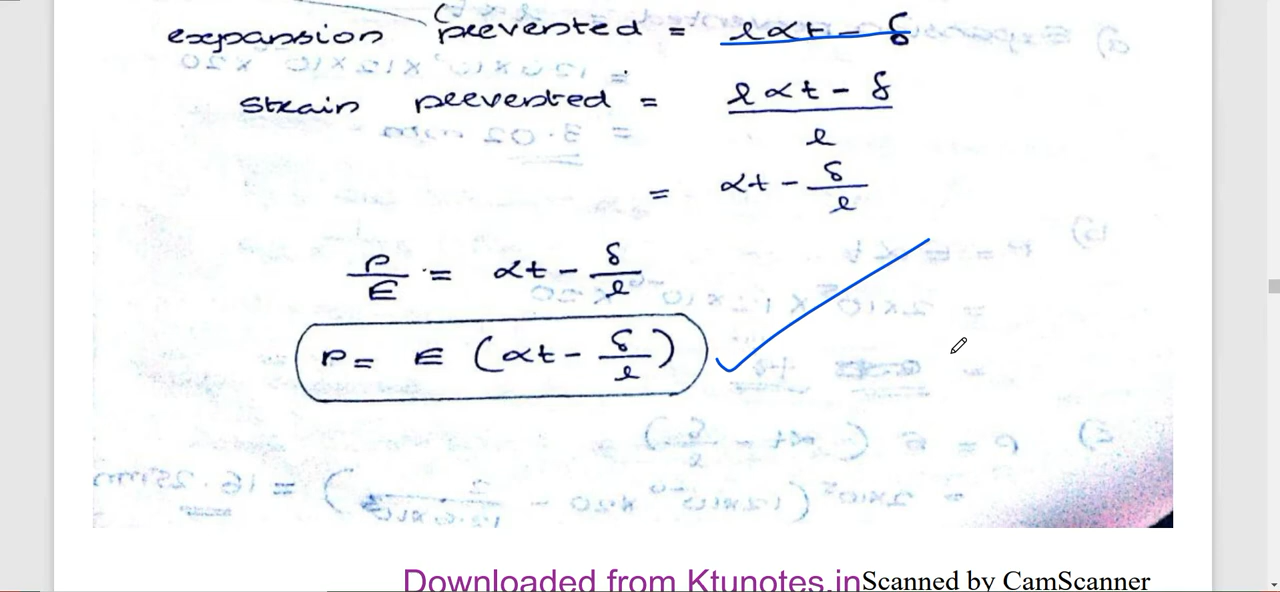 expansion prevented = lαt - δ
Strain prevented = lαt - δ / l
= αt - δ/l
P/E = αt - δ/l
P = E (αt - δ/l)
Downloaded from Ktunotes.in Scanned by CamScanner